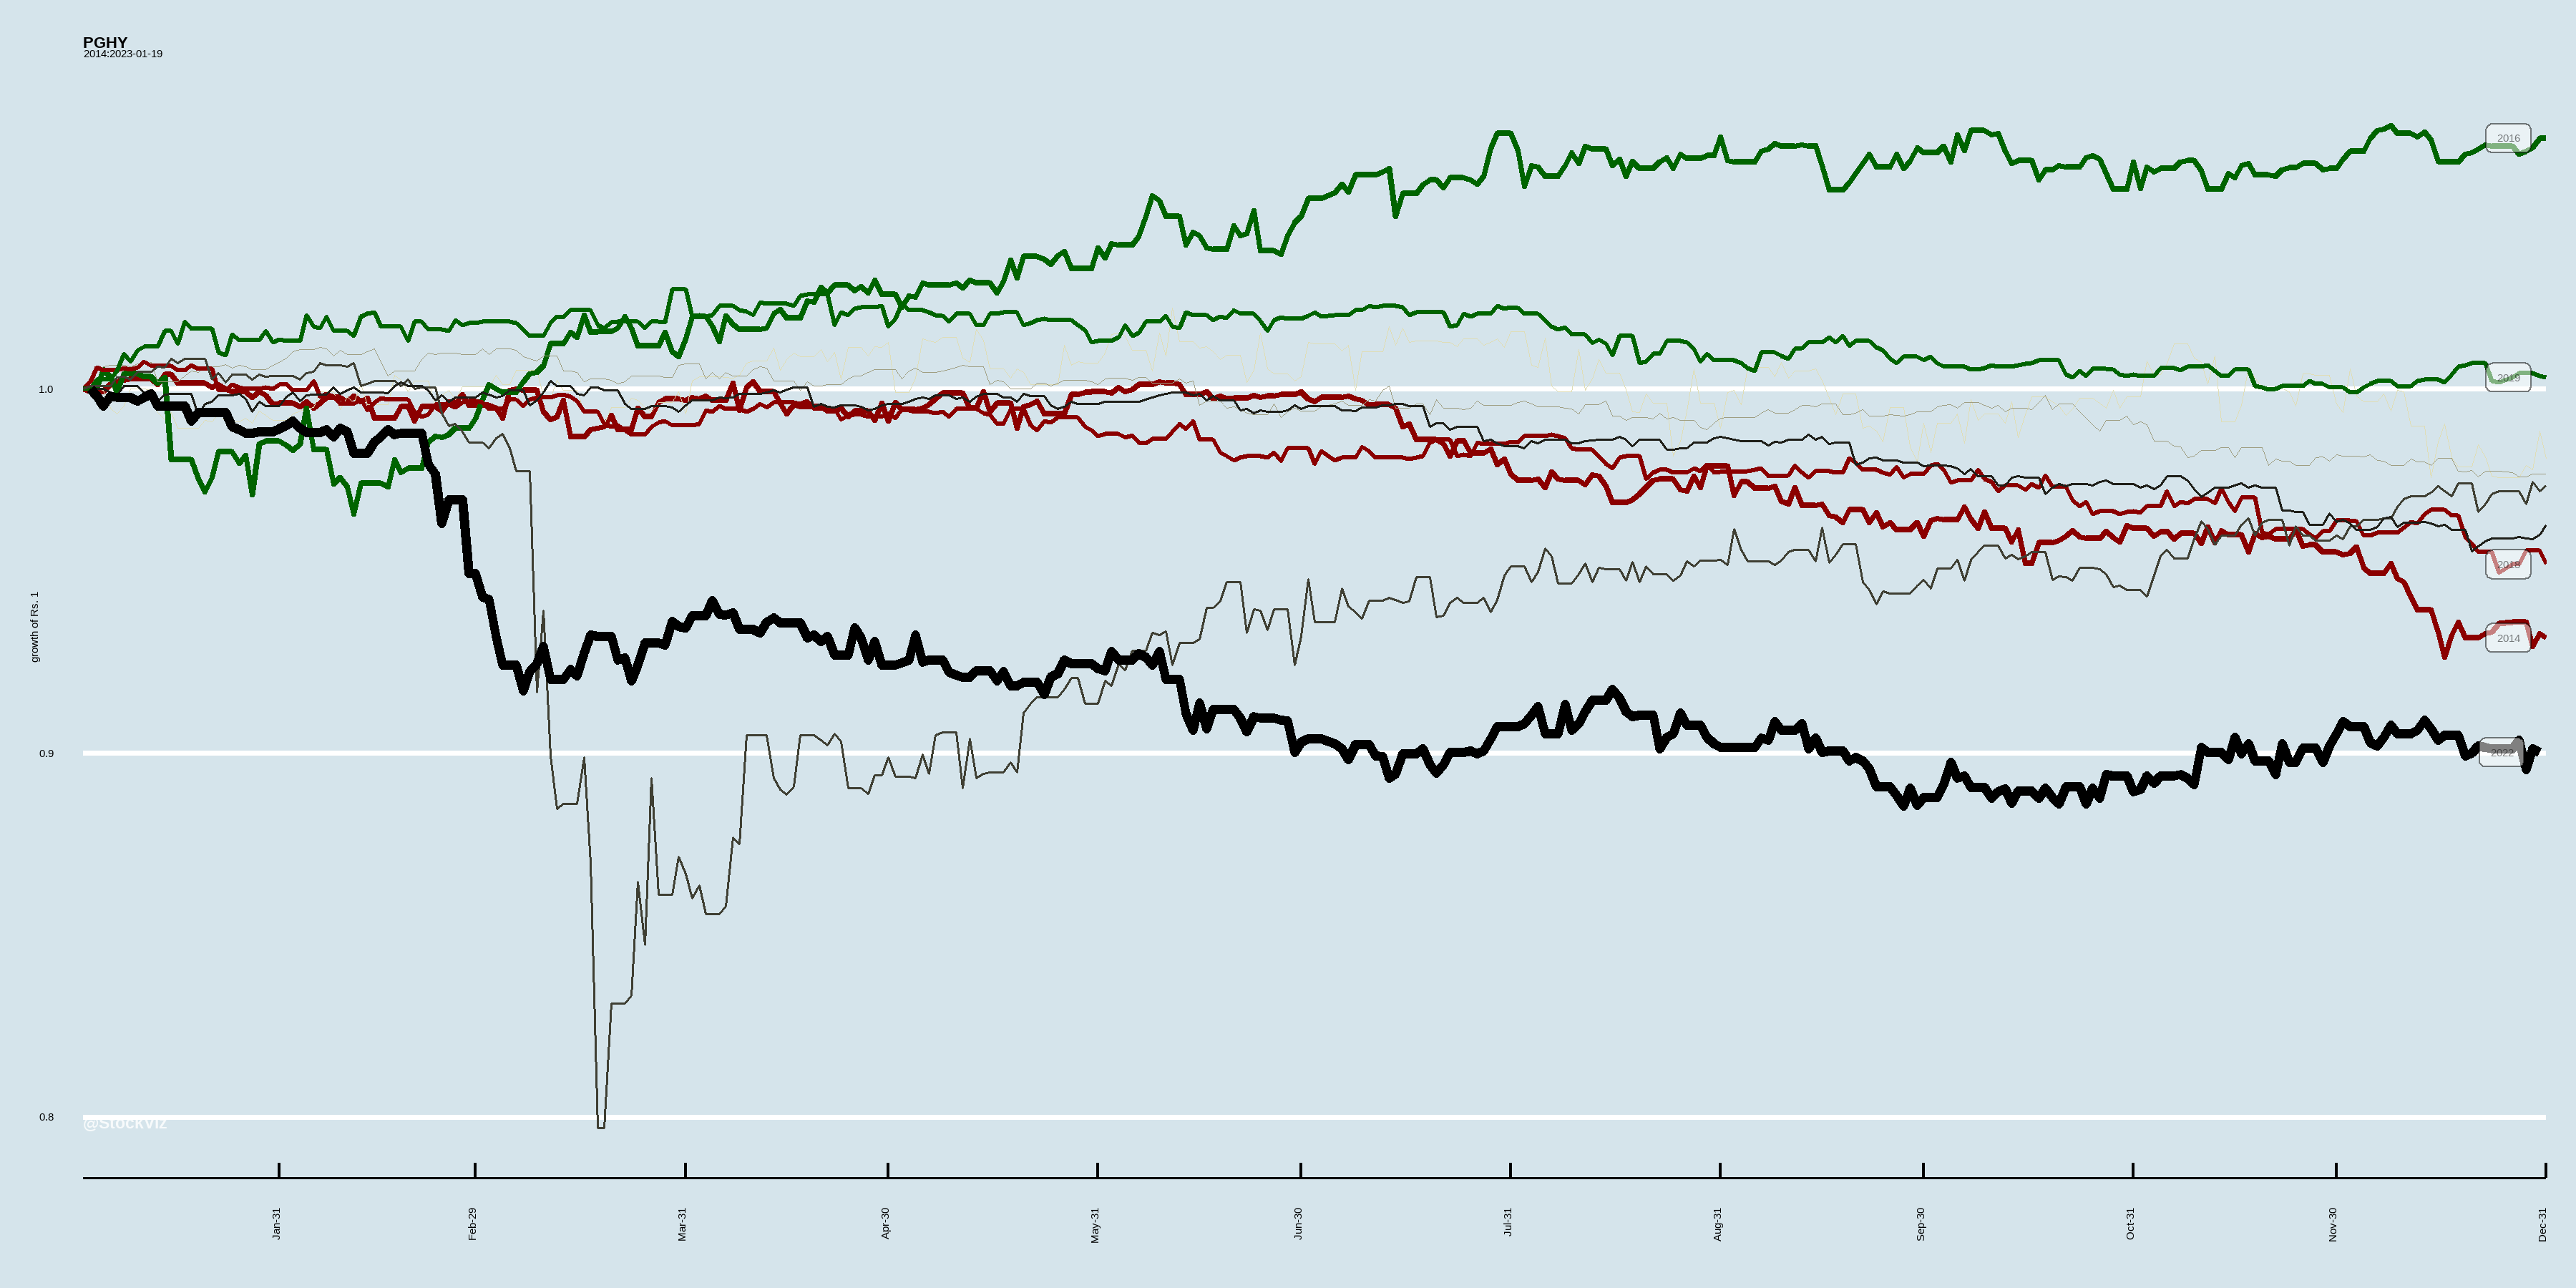 PGHY
2014:2023-01-19
2016
1.0
2019
2018
growth of Rs. 1
2014
0.9
2022
0.8
@StockViz
Jan-31
Feb-29
Mar-31
Apr-30
May-31
Jun-30
Jul-31
Aug-31
Sep-30
Oct-31
Nov-30
Dec-31